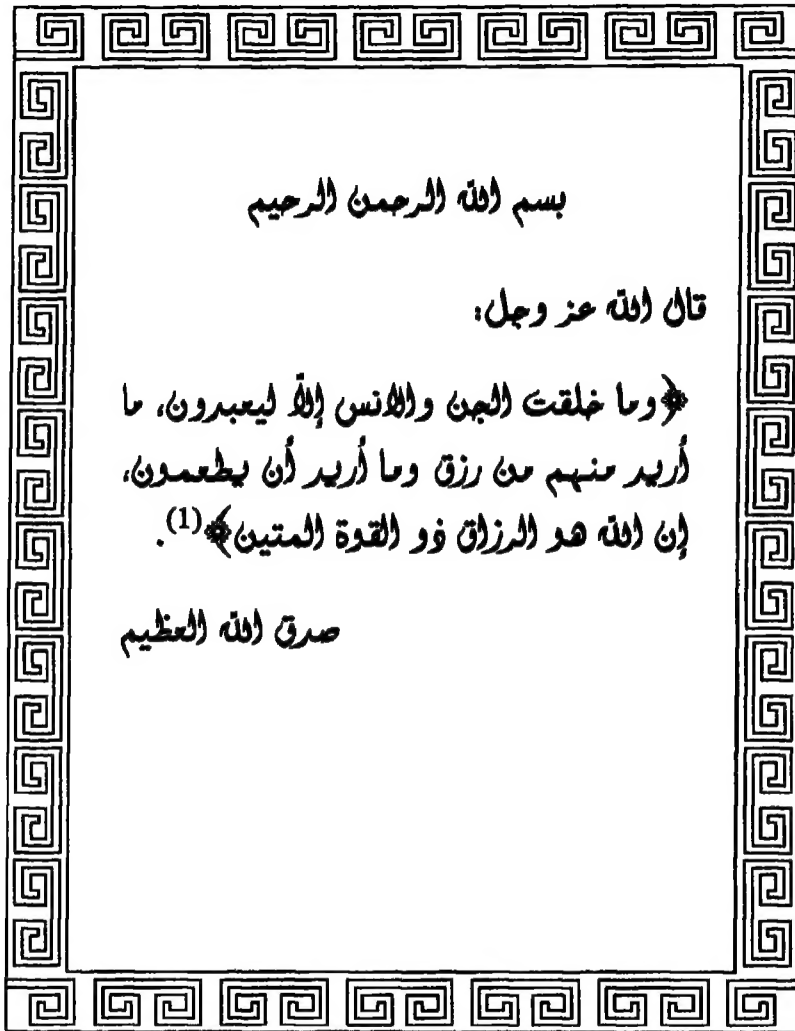 بسم الله الرحمن الرحيم
قال الله عز وجل:
﴿وما خلقت الجن والانس إلاّ ليعبدون، ما
أريد منهم من رزق وما أريد أن يطعمون،
إن الله هو الرزاق ذو القوة المتين﴾(1).
صدق الله العظيم